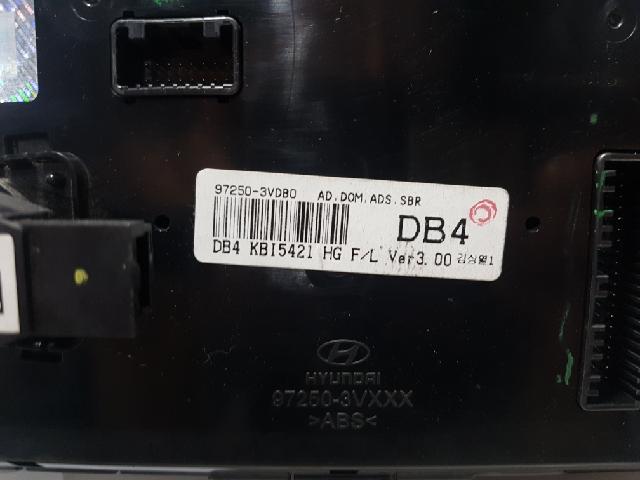 97250-3VDB0 AD.DOM.ADS.SBR
DB4
DB4 KBI5421 HG F/L Ver3.00
HYUNDAI
97250-3VXXX
>ABS<